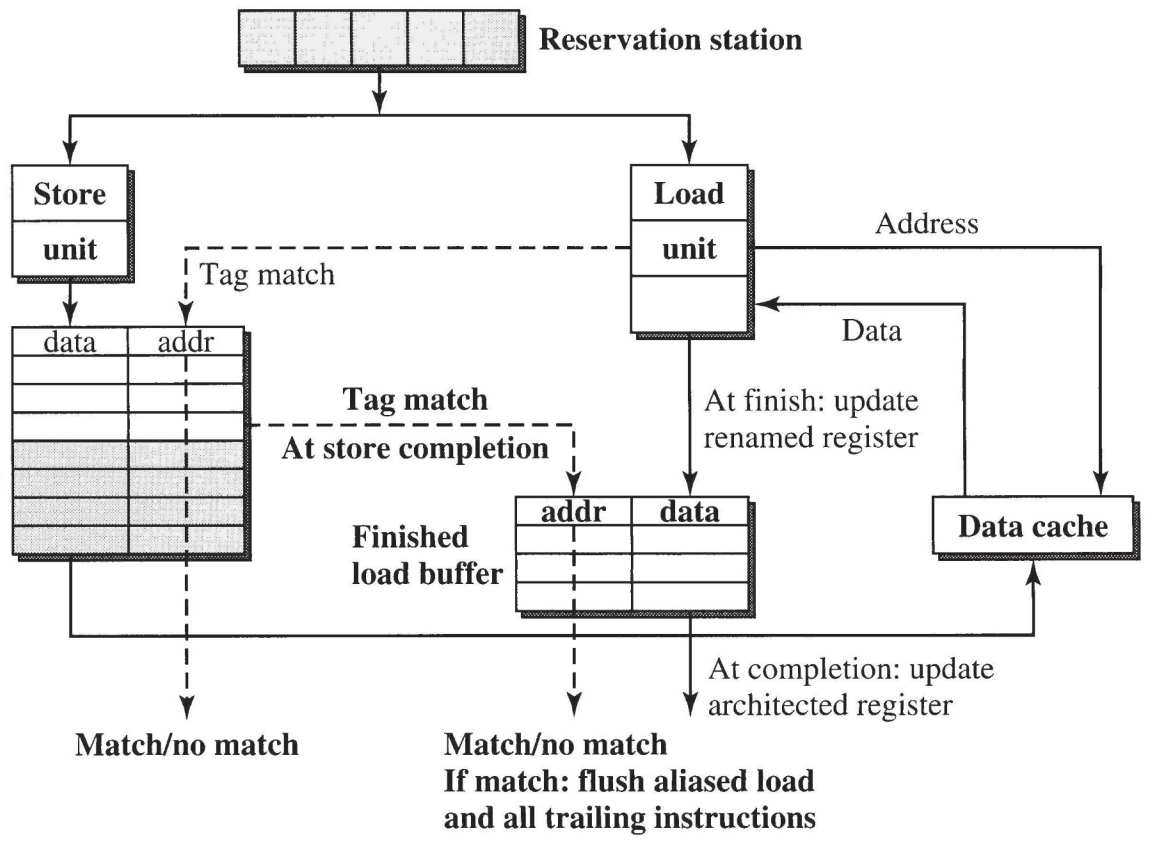 Reservation station
Store
unit
Load
unit
Address
Tag match
Data
data addr
Tag match
At store completion
At finish: update
renamed register
addr data
Finished
load buffer
Data cache
At completion: update
architected register
Match/no match
Match/no match
If match: flush aliased load
and all trailing instructions